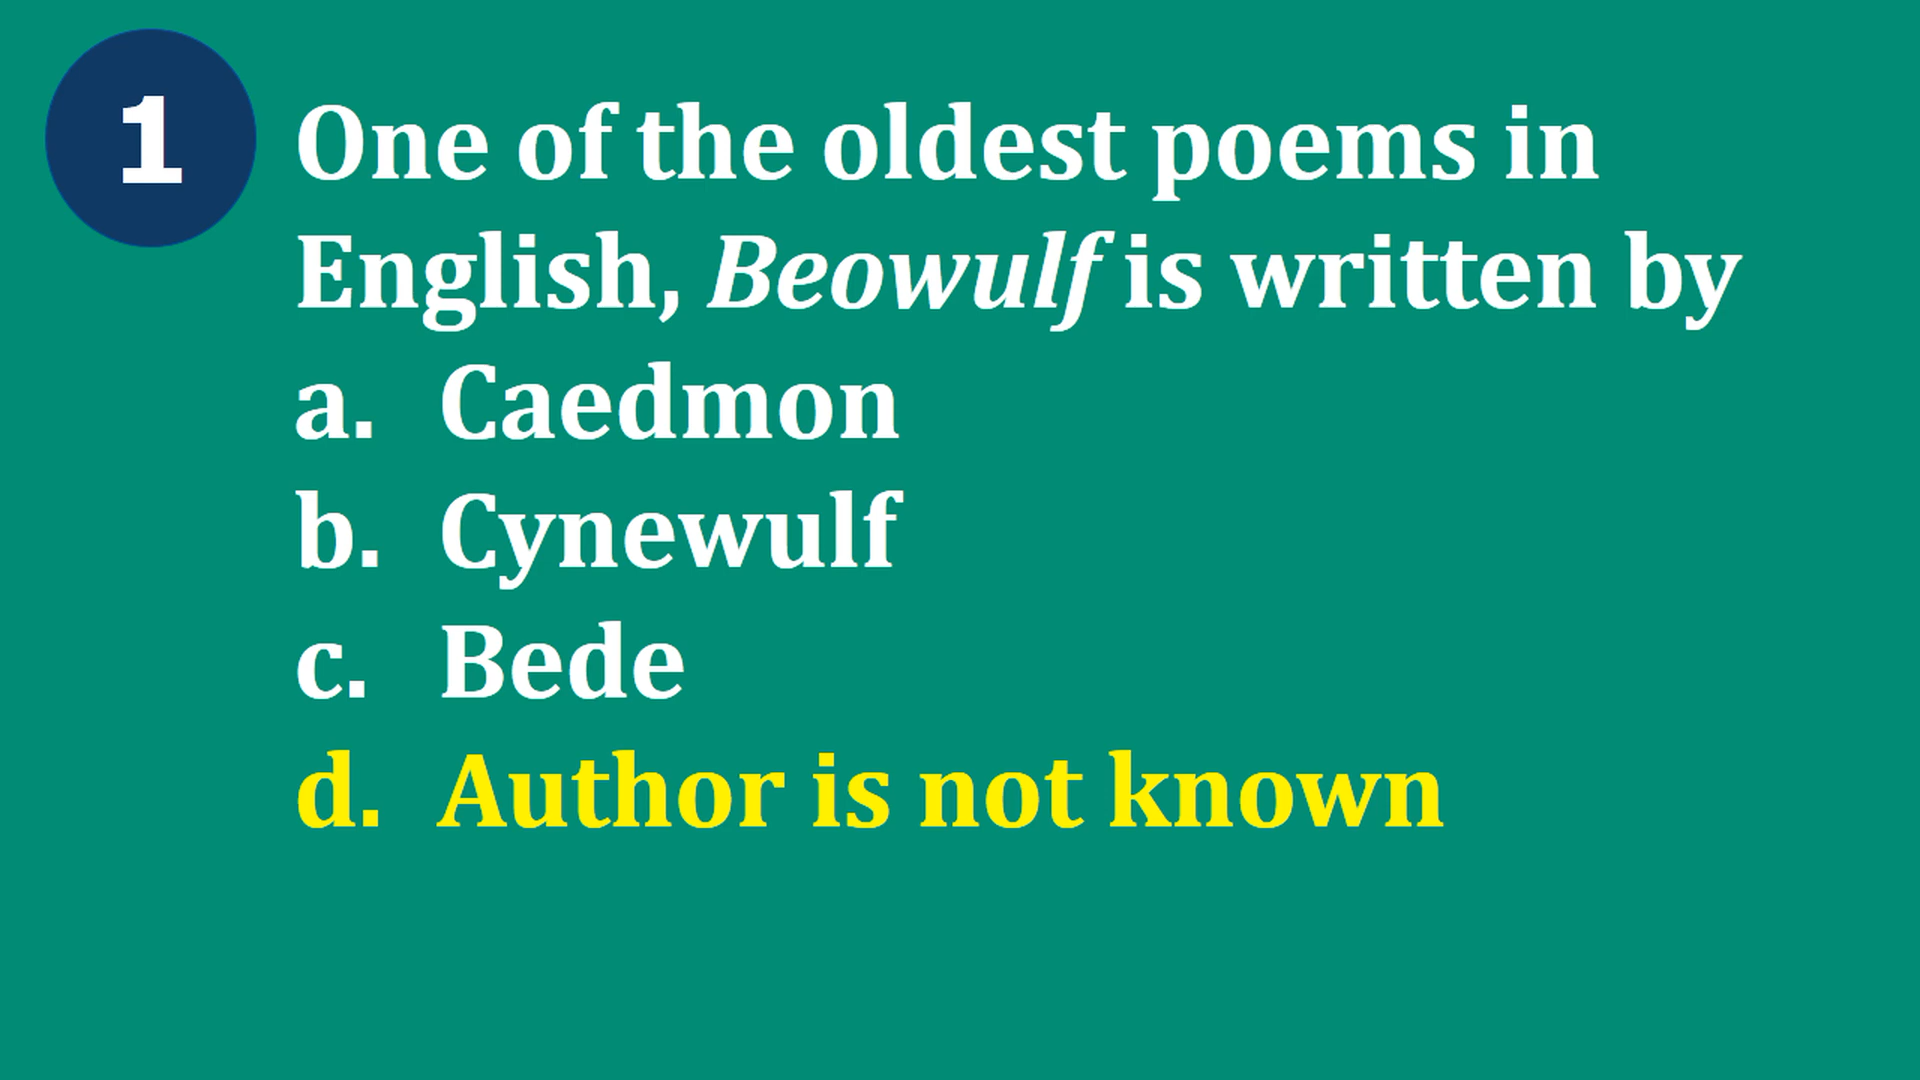 1
One of the oldest poems in
English, Beowulf is written by
a. Caedmon
b. Cynewulf
c. Bede
d. Author is not known